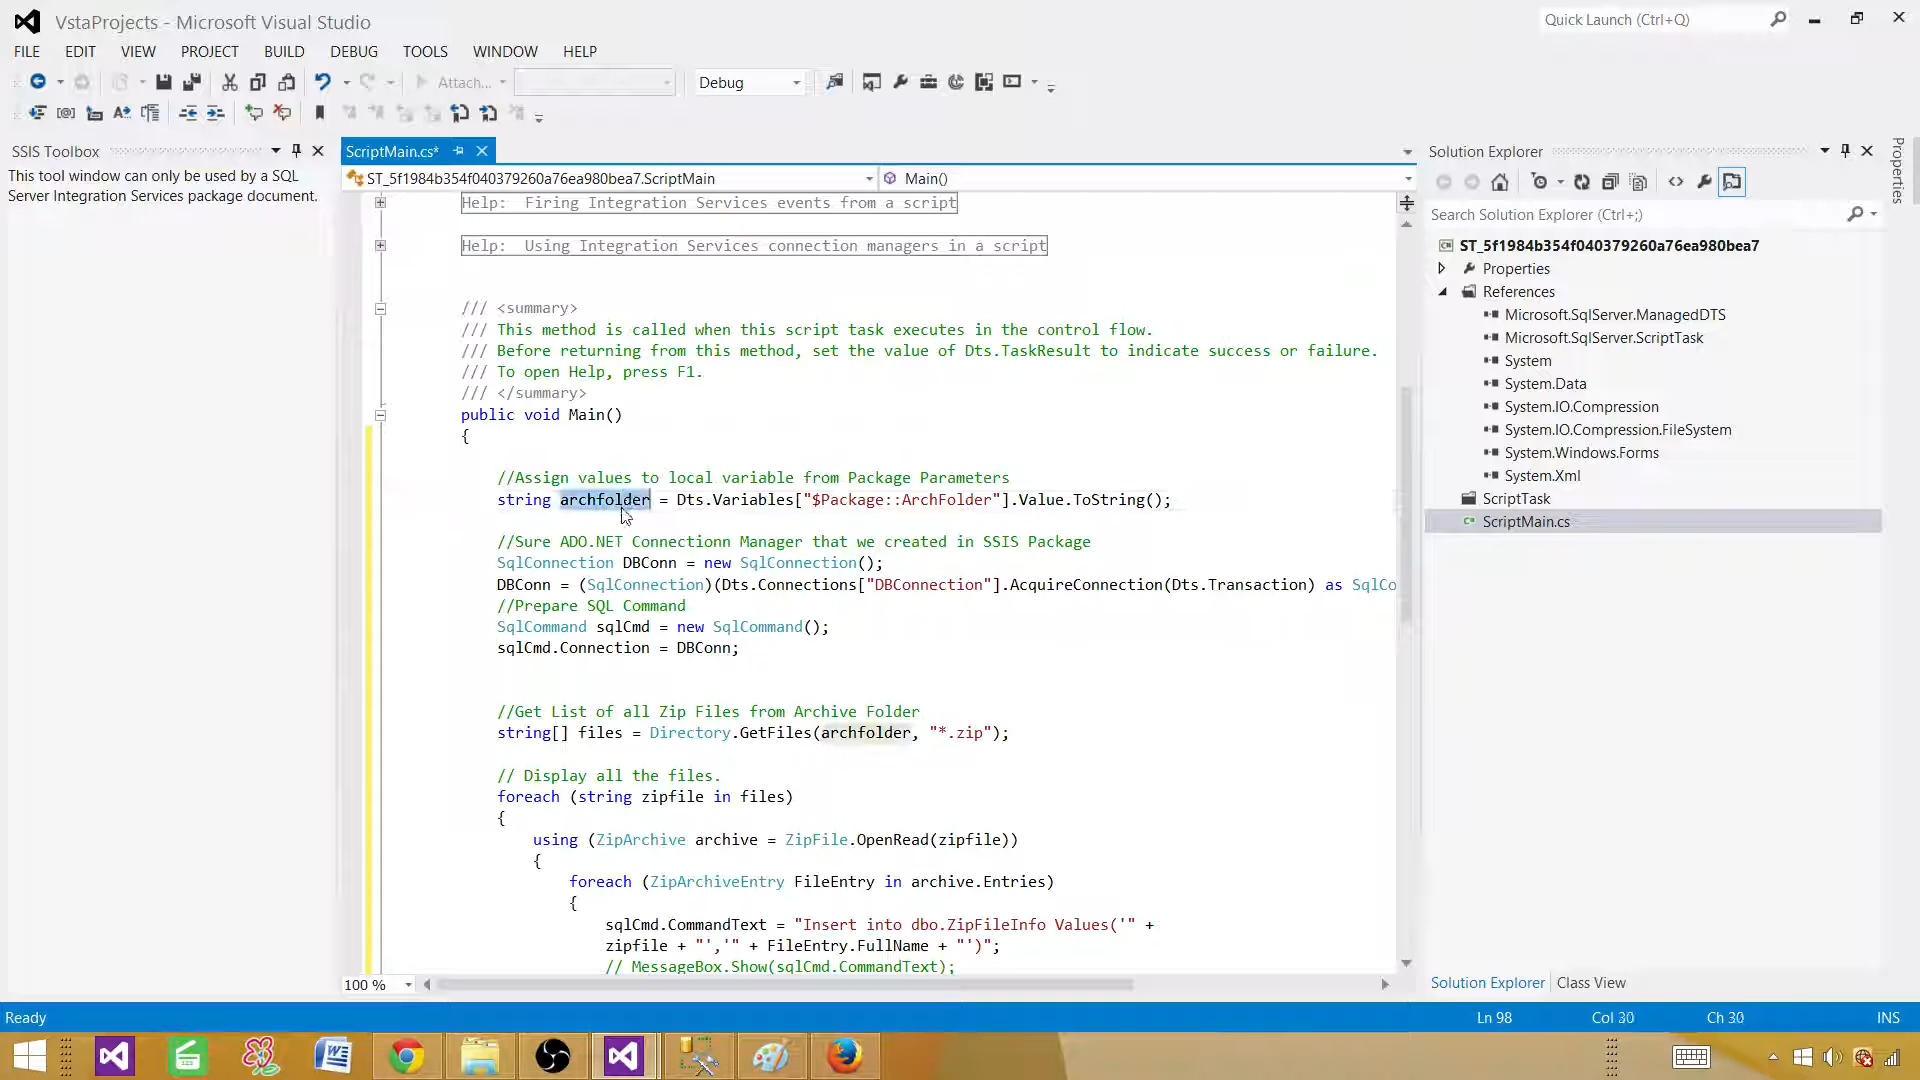 VstaProjects - Microsoft Visual Studio
Quick Launch (Ctrl+Q)
FILE EDIT VIEW PROJECT BUILD DEBUG TOOLS WINDOW HELP
Attach...
Debug
SSIS Toolbox
This tool window can only be used by a SQL
Server Integration Services package document.
ScriptMain.cs*
ST_5f1984b354f040379260a76ea980bea7.ScriptMain
Main()
Help: Firing Integration Services events from a script
Help: Using Integration Services connection managers in a script
/// <summary>
/// This method is called when this script task executes in the control flow.
/// Before returning from this method, set the value of Dts.TaskResult to indicate success or failure.
/// To open Help, press F1.
/// </summary>
public void Main()
{
//Assign values to local variable from Package Parameters
string archfolder = Dts.Variables["$Package::ArchFolder"].Value.ToString();
//Sure ADO.NET Connectionn Manager that we created in SSIS Package
SqlConnection DBConn = new SqlConnection();
DBConn = (SqlConnection)(Dts.Connections["DBConnection"].AcquireConnection(Dts.Transaction) as SqlCo
//Prepare SQL Command
SqlCommand sqlCmd = new SqlCommand();
sqlCmd.Connection = DBConn;
//Get List of all Zip Files from Archive Folder
string[] files = Directory.GetFiles(archfolder, "*.zip");
// Display all the files.
foreach (string zipfile in files)
{
using (ZipArchive archive = ZipFile.OpenRead(zipfile))
{
foreach (ZipArchiveEntry FileEntry in archive.Entries)
{
sqlCmd.CommandText = "Insert into dbo.ZipFileInfo Values('" +
zipfile + "','" + FileEntry.FullName + "')";
// MessageBox.Show(sqlCmd.CommandText);
100 %
Solution Explorer
Search Solution Explorer (Ctrl+;)
ST_5f1984b354f040379260a76ea980bea7
Properties
References
Microsoft.SqlServer.ManagedDTS
Microsoft.SqlServer.ScriptTask
System
System.Data
System.IO.Compression
System.IO.Compression.FileSystem
System.Windows.Forms
System.Xml
ScriptTask
ScriptMain.cs
Solution Explorer Class View
Properties
Ready
Ln 98
Col 30
Ch 30
INS